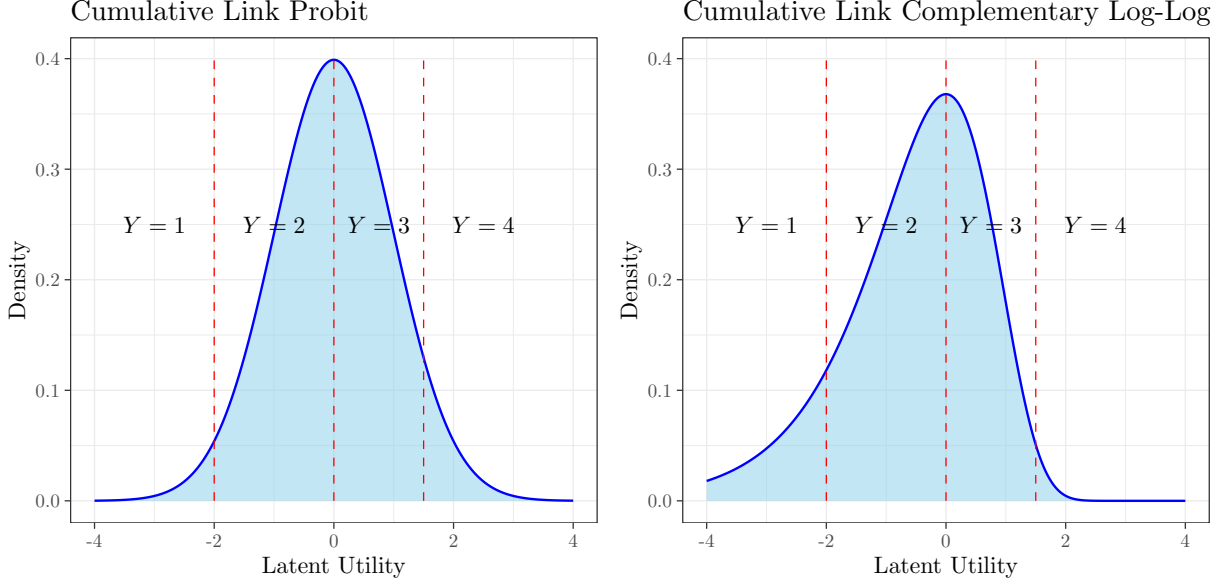 Cumulative Link Probit
0.4
0.3
0.2
0.1
0.0
Density
Y = 1
Y = 2
Y = 3
Y = 4
-4
-2
0
2
4
Latent Utility
Cumulative Link Complementary Log-Log
0.4
0.3
0.2
0.1
0.0
Density
Y = 1
Y = 2
Y = 3
Y = 4
-4
-2
0
2
4
Latent Utility